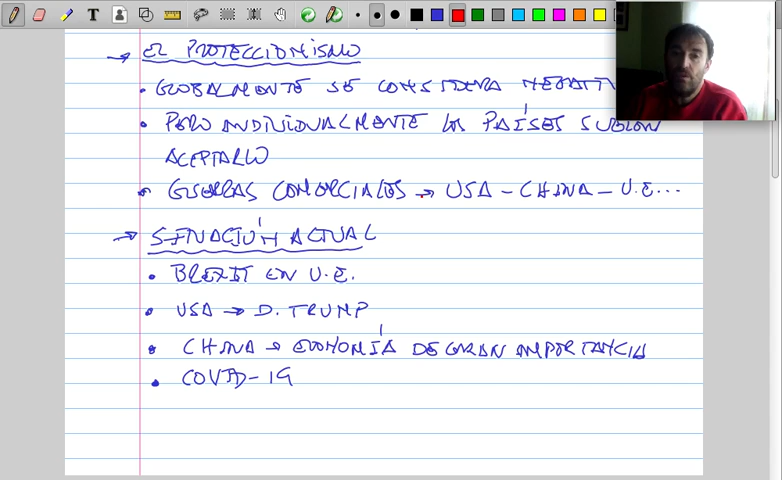 → EL PROTECCIONISMO
• GLOBALMENTE SE CONSIDERA NEGATIV
• PERO INDIVIDUALMENTE LOS PAÍSES SUELEN
ACEPTARLO
• GUERRAS COMERCIALES → USA - CHINA - U.E...
→ SITUACIÓN ACTUAL
• BREXIT EN U.E.
• USA → D. TRUMP
• CHINA → ECONOMÍA DE GRAN IMPORTANCIA
• COVID-19